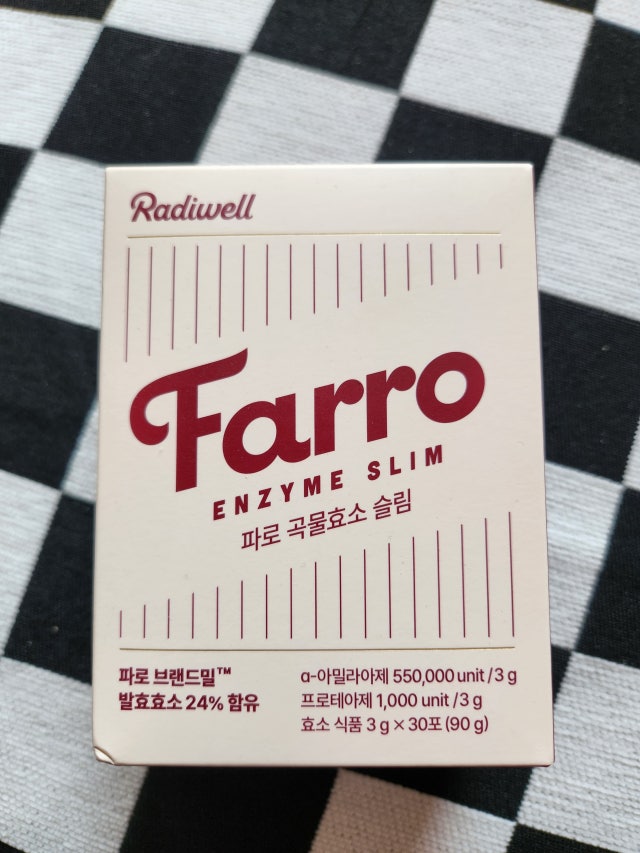 Radiwell
Farro
ENZYME SLIM
파로 곡물효소 슬림
파로 브랜드밀™
발효효소 24% 함유
α-아밀라아제 550,000 unit/3 g
프로테아제 1,000 unit /3 g
효소 식품 3 g × 30포 (90 g)